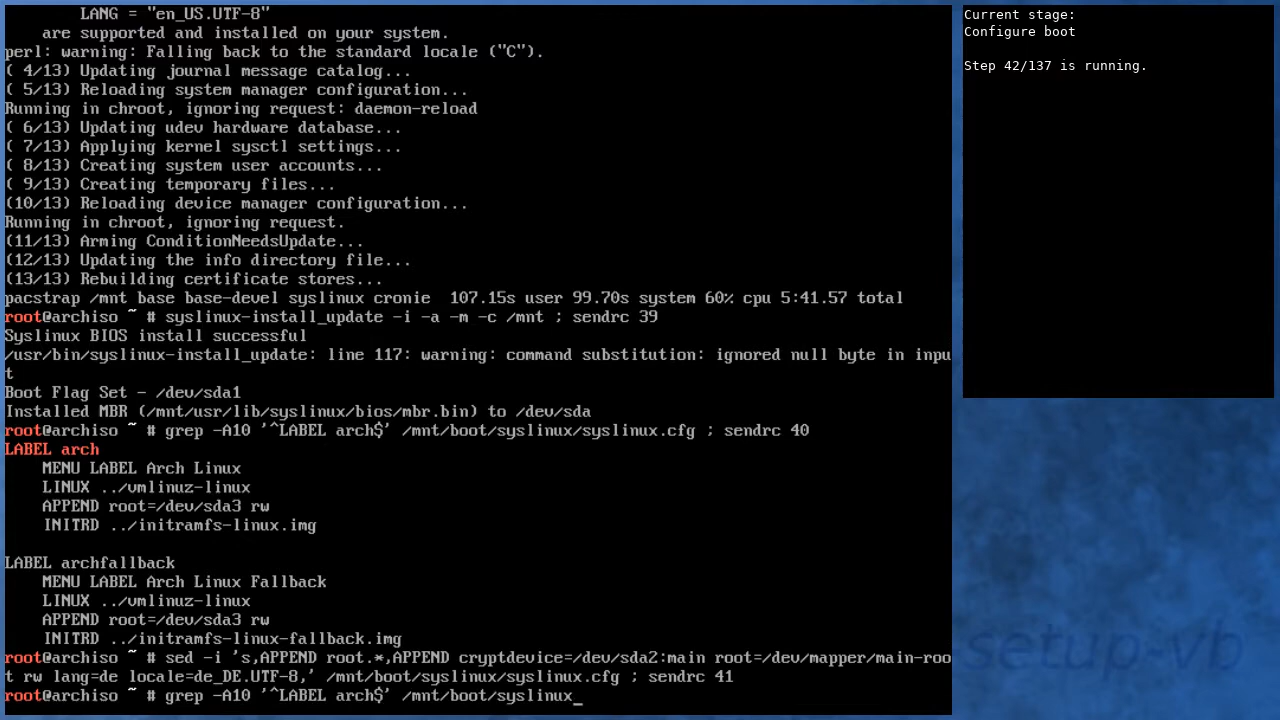 LANG = "en_US.UTF-8"
    are supported and installed on your system.
perl: warning: Falling back to the standard locale ("C").
( 4/13) Updating journal message catalog...
( 5/13) Reloading system manager configuration...
Running in chroot, ignoring request: daemon-reload
( 6/13) Updating udev hardware database...
( 7/13) Applying kernel sysctl settings...
( 8/13) Creating system user accounts...
( 9/13) Creating temporary files...
(10/13) Reloading device manager configuration...
Running in chroot, ignoring request.
(11/13) Arming ConditionNeedsUpdate...
(12/13) Updating the info directory file...
(13/13) Rebuilding certificate stores...
pacstrap /mnt base base-devel syslinux cronie  107.15s user 99.70s system 60% cpu 5:41.57 total
root@archiso ~ # syslinux-install_update -i -a -m -c /mnt ; sendrc 39
Syslinux BIOS install successful
/usr/bin/syslinux-install_update: line 117: warning: command substitution: ignored null byte in inpu
t
Boot Flag Set - /dev/sda1
Installed MBR (/mnt/usr/lib/syslinux/bios/mbr.bin) to /dev/sda
root@archiso ~ # grep -A10 '^LABEL arch$' /mnt/boot/syslinux/syslinux.cfg ; sendrc 40
LABEL arch
    MENU LABEL Arch Linux
    LINUX ../vmlinuz-linux
    APPEND root=/dev/sda3 rw
    INITRD ../initramfs-linux.img

LABEL archfallback
    MENU LABEL Arch Linux Fallback
    LINUX ../vmlinuz-linux
    APPEND root=/dev/sda3 rw
    INITRD ../initramfs-linux-fallback.img
root@archiso ~ # sed -i 's,APPEND root.*,APPEND cryptdevice=/dev/sda2:main root=/dev/mapper/main-roo
t rw lang=de locale=de_DE.UTF-8,' /mnt/boot/syslinux/syslinux.cfg ; sendrc 41
root@archiso ~ # grep -A10 '^LABEL arch$' /mnt/boot/syslinux_
Current stage:
Configure boot

Step 42/137 is running.
setup-vb